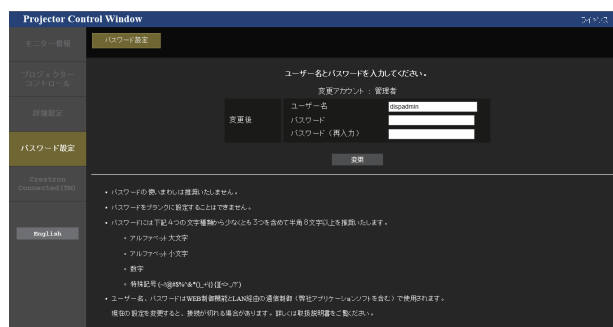 Projector Control Window
ライセンス
モニター情報
パスワード設定
プロジェクター
コントロール
詳細設定
パスワード設定
Crestron
Connected(TM)
English
ユーザー名とパスワードを入力してください。
変更アカウント : 管理者
変更後
ユーザー名
dispadmin
パスワード
パスワード（再入力）
変更
• パスワードの使いまわしは推奨いたしません。
• パスワードをブランクに設定することはできません。
• パスワードには下記4つの文字種類から少なくとも3つを含めて半角8文字以上を推奨いたします。
• アルファベット大文字
• アルファベット小文字
• 数字
• 特殊記号
• ユーザー名、パスワードはWEB制御機能とLAN経由の通信制御（弊社アプリケーションソフトを含む）で使用されます。
現在の設定を変更すると、接続が切れる場合があります。詳しくは取扱説明書をご覧ください。